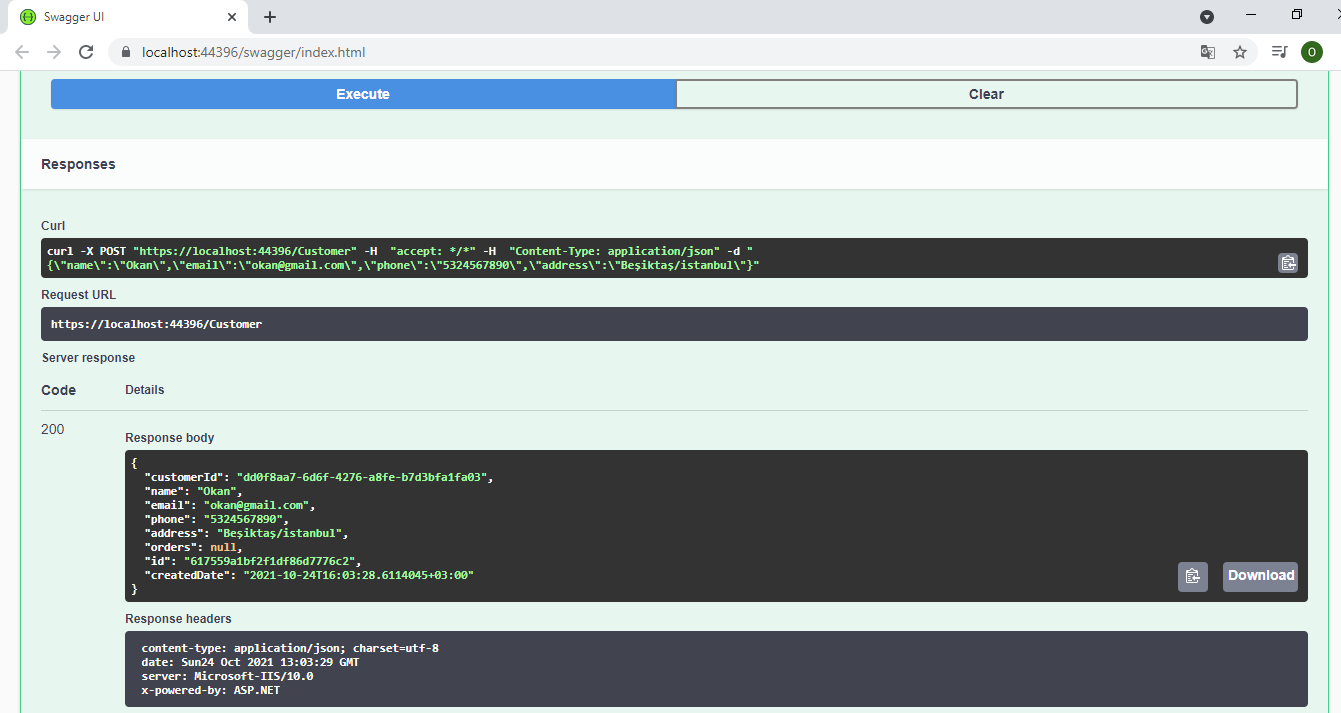 Swagger UI
localhost:44396/swagger/index.html
O
Execute
Clear
Responses
Curl
curl -X POST "https://localhost:44396/Customer" -H  "accept: */*" -H  "Content-Type: application/json" -d "
{\"name\":\"Okan\",\"email\":\"okan@gmail.com\",\"phone\":\"5324567890\",\"address\":\"Beşiktaş/istanbul\"}"
Request URL
https://localhost:44396/Customer
Server response
Code
Details
200
Response body
{
"customerId": "dd0f8aa7-6d6f-4276-a8fe-b7d3bfa1fa03",
"name": "Okan",
"email": "okan@gmail.com",
"phone": "5324567890",
"address": "Beşiktaş/istanbul",
"orders": null,
"id": "617559a1bf2f1df86d7776c2",
"createdDate": "2021-10-24T16:03:28.6114045+03:00"
}
Download
Response headers
content-type: application/json; charset=utf-8
date: Sun24 Oct 2021 13:03:29 GMT
server: Microsoft-IIS/10.0
x-powered-by: ASP.NET